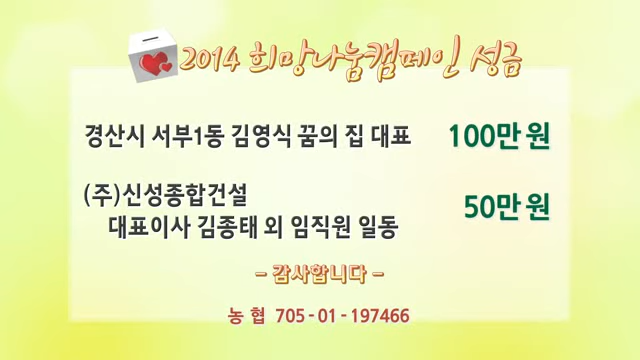 2014 희망나눔캠페인 성금
경산시 서부1동 김영식 꿈의 집 대표 100만 원
(주)신성종합건설
대표이사 김종태 외 임직원 일동 50만 원
- 감사합니다 -
농 협 705 - 01 - 197466